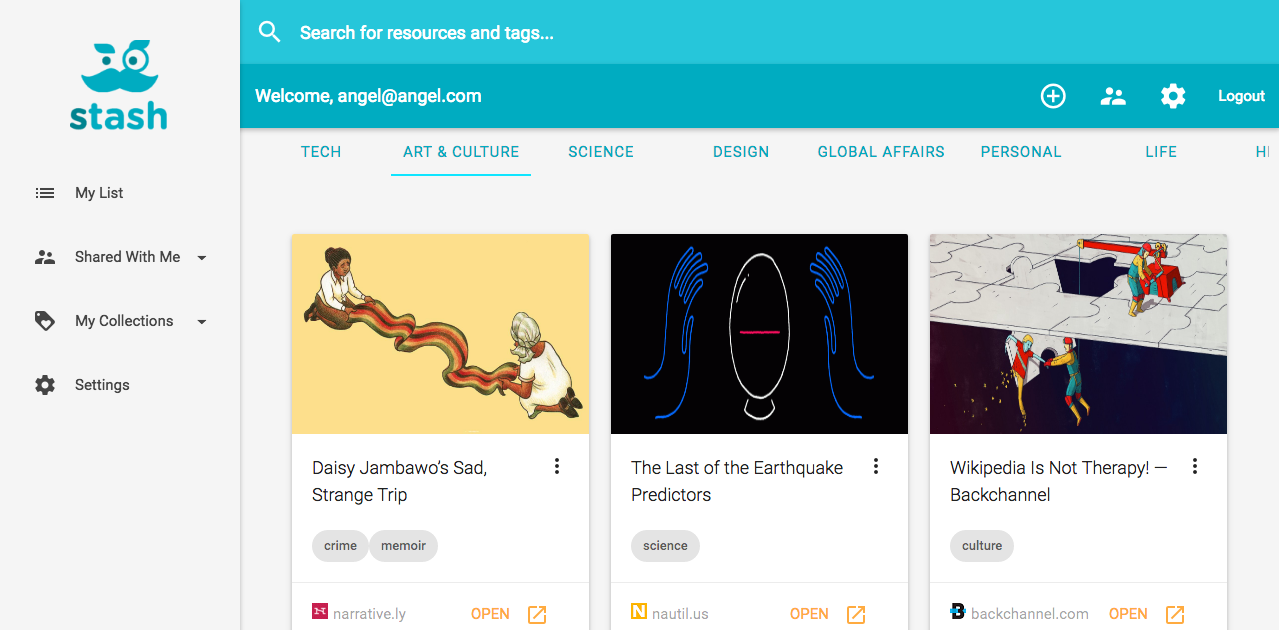 Search for resources and tags...
stash
Welcome, angel@angel.com
Logout
TECH
ART & CULTURE
SCIENCE
DESIGN
GLOBAL AFFAIRS
PERSONAL
LIFE
My List
Shared With Me
My Collections
Settings
Daisy Jambawo’s Sad,
Strange Trip
crime
memoir
narrative.ly
OPEN
The Last of the Earthquake
Predictors
science
N
nautil.us
OPEN
Wikipedia Is Not Therapy! —
Backchannel
culture
B
backchannel.com
OPEN